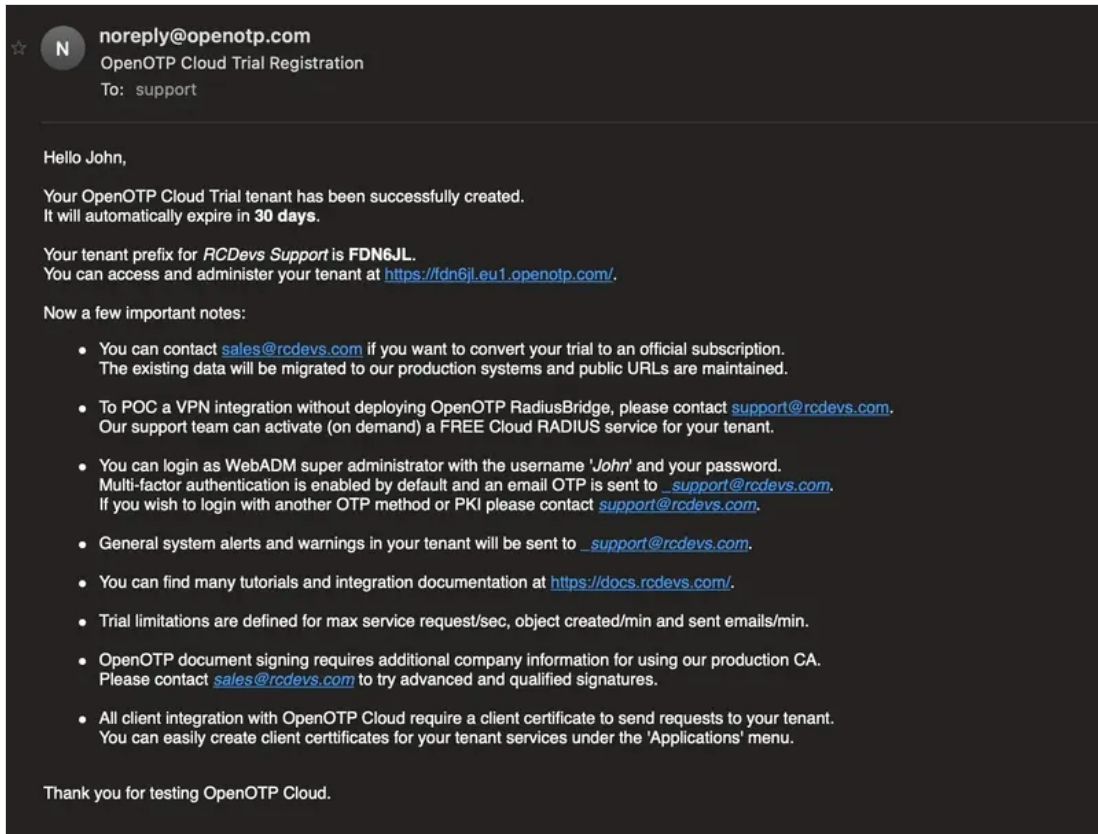 N
noreply@openotp.com
OpenOTP Cloud Trial Registration
To: support
Hello John,
Your OpenOTP Cloud Trial tenant has been successfully created.
It will automatically expire in 30 days.
Your tenant prefix for RCDevs Support is FDN6JL.
You can access and administer your tenant at https://fdn6jl.eu1.openotp.com/.
Now a few important notes:
• You can contact sales@rcdevs.com if you want to convert your trial to an official subscription.
The existing data will be migrated to our production systems and public URLs are maintained.
• To POC a VPN integration without deploying OpenOTP RadiusBridge, please contact support@rcdevs.com.
Our support team can activate (on demand) a FREE Cloud RADIUS service for your tenant.
• You can login as WebADM super administrator with the username 'John' and your password.
Multi-factor authentication is enabled by default and an email OTP is sent to _support@rcdevs.com.
If you wish to login with another OTP method or PKI please contact support@rcdevs.com.
• General system alerts and warnings in your tenant will be sent to _support@rcdevs.com.
• You can find many tutorials and integration documentation at https://docs.rcdevs.com/.
• Trial limitations are defined for max service request/sec, object created/min and sent emails/min.
• OpenOTP document signing requires additional company information for using our production CA.
Please contact sales@rcdevs.com to try advanced and qualified signatures.
• All client integration with OpenOTP Cloud require a client certificate to send requests to your tenant.
You can easily create client certtificates for your tenant services under the 'Applications' menu.
Thank you for testing OpenOTP Cloud.